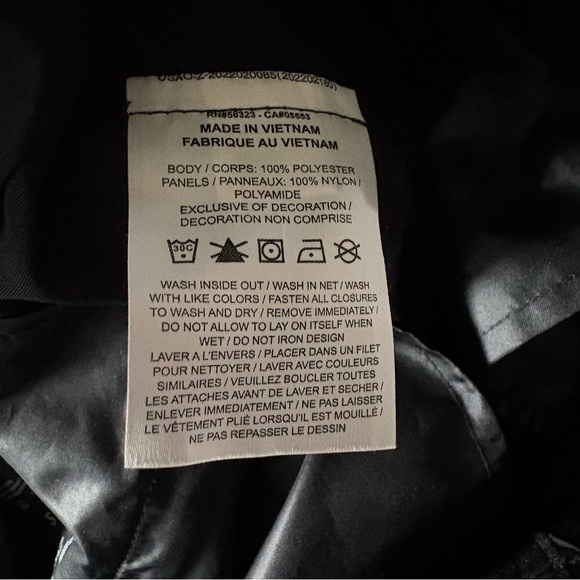 USAO-Z-2022020085(202202160)
RN#56323 - CA#05553
MADE IN VIETNAM
FABRIQUE AU VIETNAM
BODY / CORPS: 100% POLYESTER
PANELS / PANNEAUX: 100% NYLON /
POLYAMIDE
EXCLUSIVE OF DECORATION /
DECORATION NON COMPRISE
30C
WASH INSIDE OUT / WASH IN NET / WASH
WITH LIKE COLORS / FASTEN ALL CLOSURES
TO WASH AND DRY / REMOVE IMMEDIATELY /
DO NOT ALLOW TO LAY ON ITSELF WHEN
WET / DO NOT IRON DESIGN
LAVER A L'ENVERS / PLACER DANS UN FILET
POUR NETTOYER / LAVER AVEC COULEURS
SIMILAIRES / VEUILLEZ BOUCLER TOUTES
LES ATTACHES AVANT DE LAVER ET SECHER /
ENLEVER IMMEDIATEMENT / NE PAS LAISSER
LE VÊTEMENT PLIÉ LORSQU'IL EST MOUILLÉ /
NE PAS REPASSER LE DESSIN